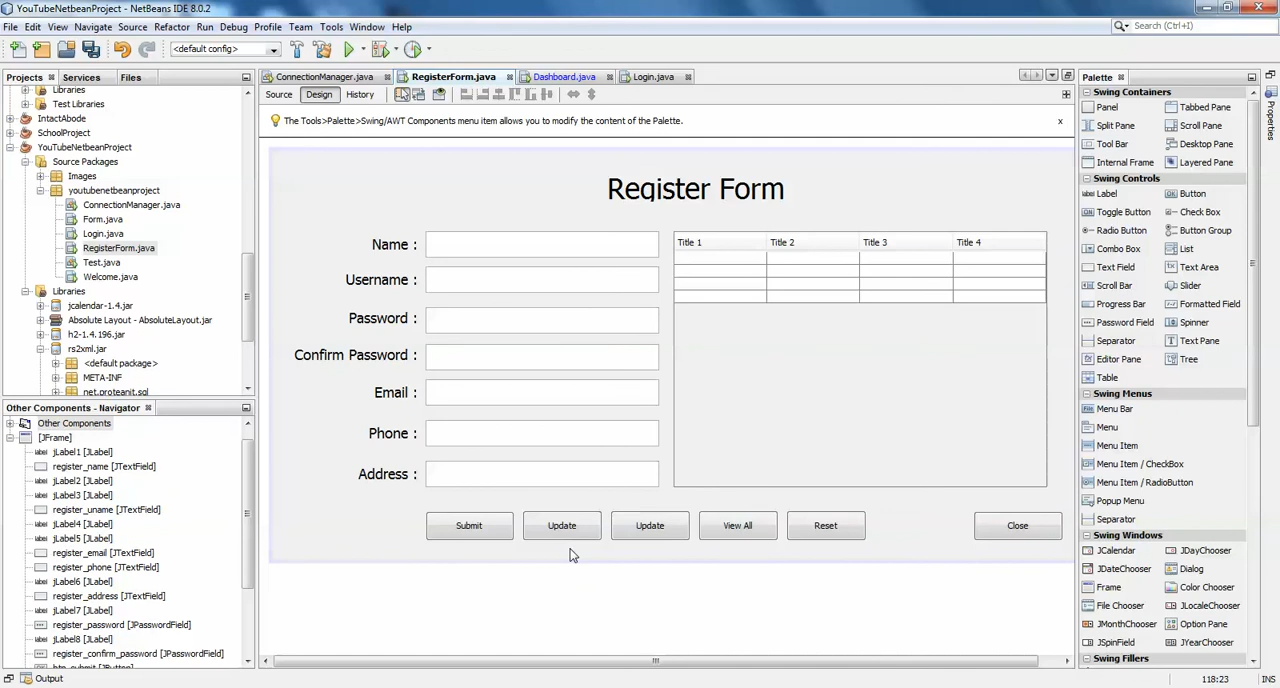 YouTubeNetbeanProject - NetBeans IDE 8.0.2
File Edit View Navigate Source Refactor Run Debug Profile Team Tools Window Help
Search (Ctrl+I)
<default config>
Projects Services Files
Libraries
Test Libraries
IntactAbode
SchoolProject
YouTubeNetbeanProject
Source Packages
Images
youtubenetbeanproject
ConnectionManager.java
Form.java
Login.java
RegisterForm.java
Test.java
Welcome.java
Libraries
jcalendar-1.4.jar
Absolute Layout - AbsoluteLayout.jar
h2-1.4.196.jar
rs2xml.jar
<default package>
META-INF
net.proteanit.sql
Other Components - Navigator
Other Components
[JFrame]
jLabel1 [JLabel]
register_name [JTextField]
jLabel2 [JLabel]
jLabel3 [JLabel]
register_uname [JTextField]
jLabel4 [JLabel]
jLabel5 [JLabel]
register_email [JTextField]
register_phone [JTextField]
jLabel6 [JLabel]
register_address [JTextField]
jLabel7 [JLabel]
register_password [JPasswordField]
jLabel8 [JLabel]
register_confirm_password [JPasswordField]
btn_submit [JButton]
Output
ConnectionManager.java RegisterForm.java Dashboard.java Login.java
Source Design History
The Tools>Palette>Swing/AWT Components menu item allows you to modify the content of the Palette. x
Register Form
Name :
Username :
Password :
Confirm Password :
Email :
Phone :
Address :
Title 1 Title 2 Title 3 Title 4
Submit Update Update View All Reset Close
Palette
Swing Containers
Panel Tabbed Pane
Split Pane Scroll Pane
Tool Bar Desktop Pane
Internal Frame Layered Pane
Swing Controls
Label Button
Toggle Button Check Box
Radio Button Button Group
Combo Box List
Text Field Text Area
Scroll Bar Slider
Progress Bar Formatted Field
Password Field Spinner
Separator Text Pane
Editor Pane Tree
Table
Swing Menus
Menu Bar
Menu
Menu Item
Menu Item / CheckBox
Menu Item / RadioButton
Popup Menu
Separator
Swing Windows
JCalendar JDayChooser
JDateChooser Dialog
Frame Color Chooser
File Chooser JLocaleChooser
JMonthChooser Option Pane
JSpinField JYearChooser
Swing Fillers
Properties
118:23 INS